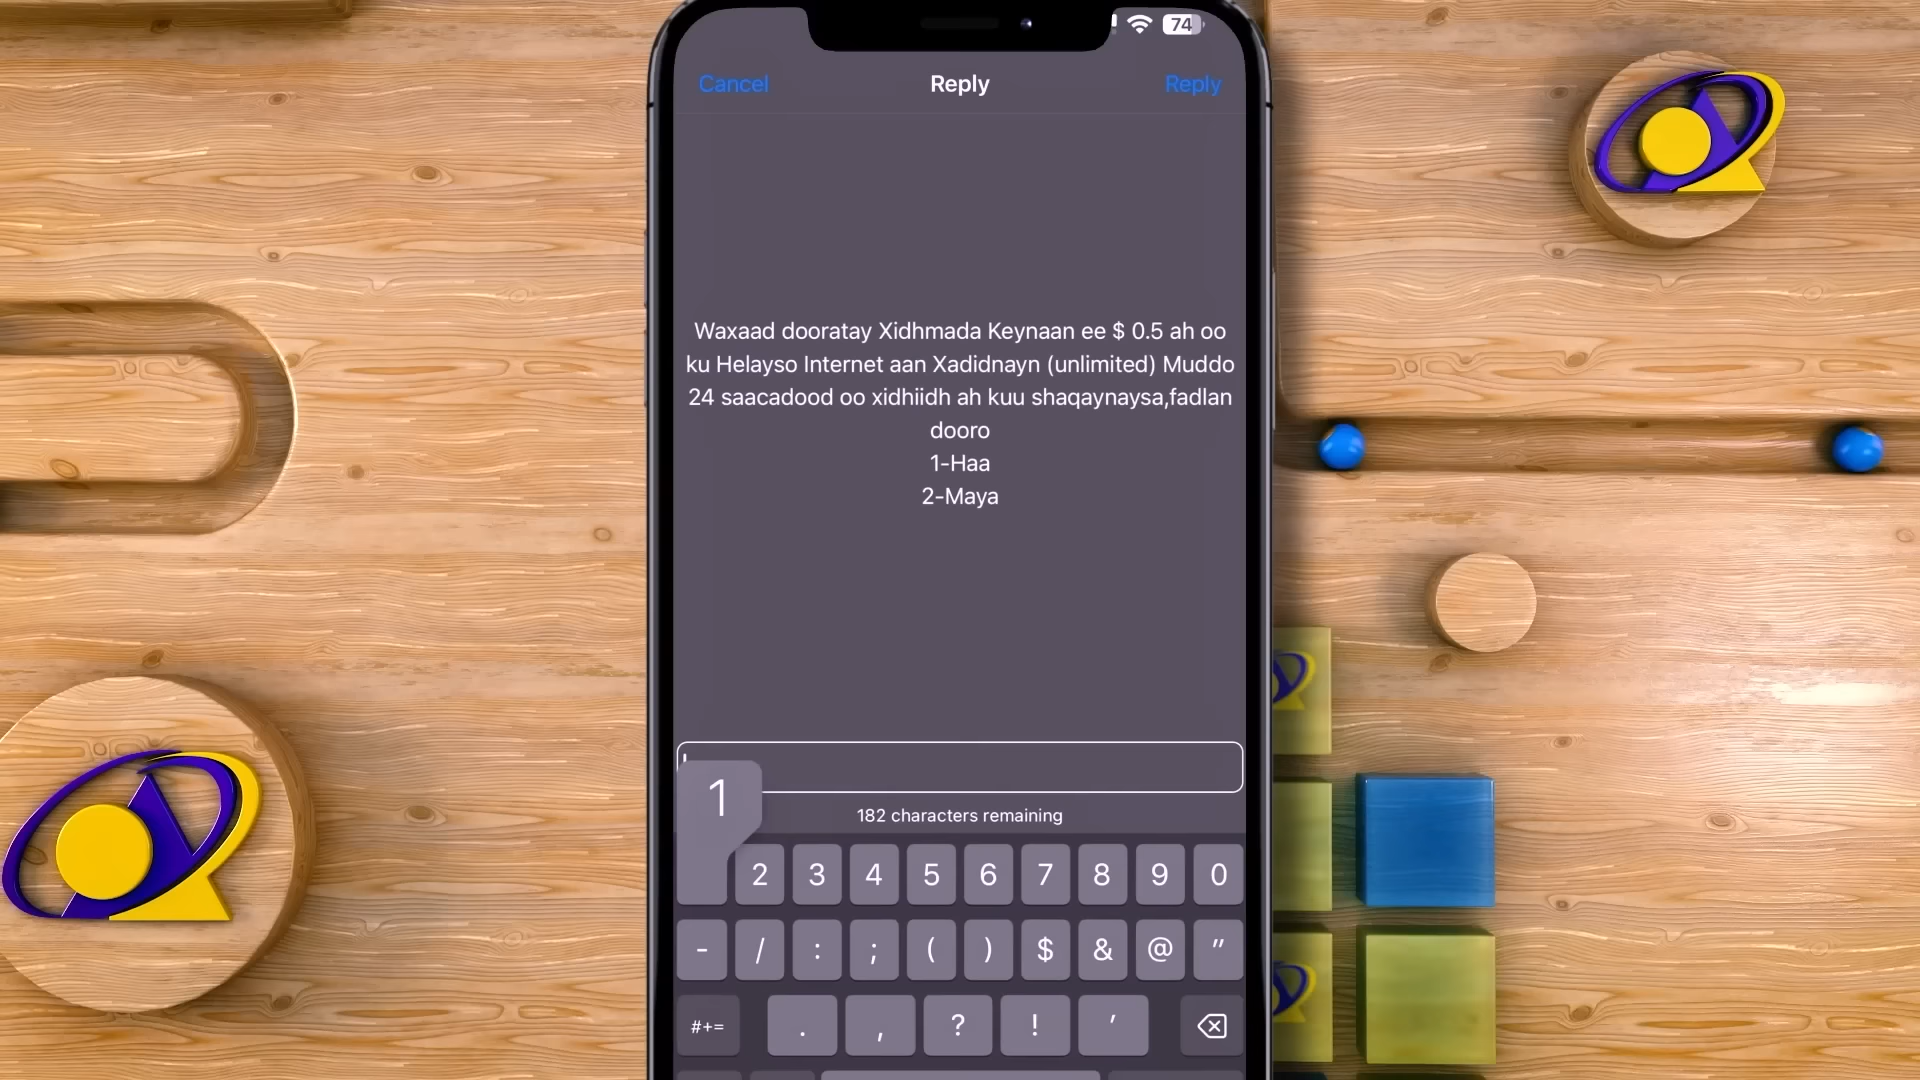 74
Cancel
Reply
Reply
Waxaad dooratay Xidhmada Keynaan ee $ 0.5 ah oo
ku Helayso Internet aan Xadidnayn (unlimited) Muddo
24 saacadood oo xidhiidh ah kuu shaqaynaysa,fadlan
dooro
1-Haa
2-Maya
1
182 characters remaining
2 3 4 5 6 7 8 9 0
- / : ; ( ) $ & @ "
#+= . , ? ! '